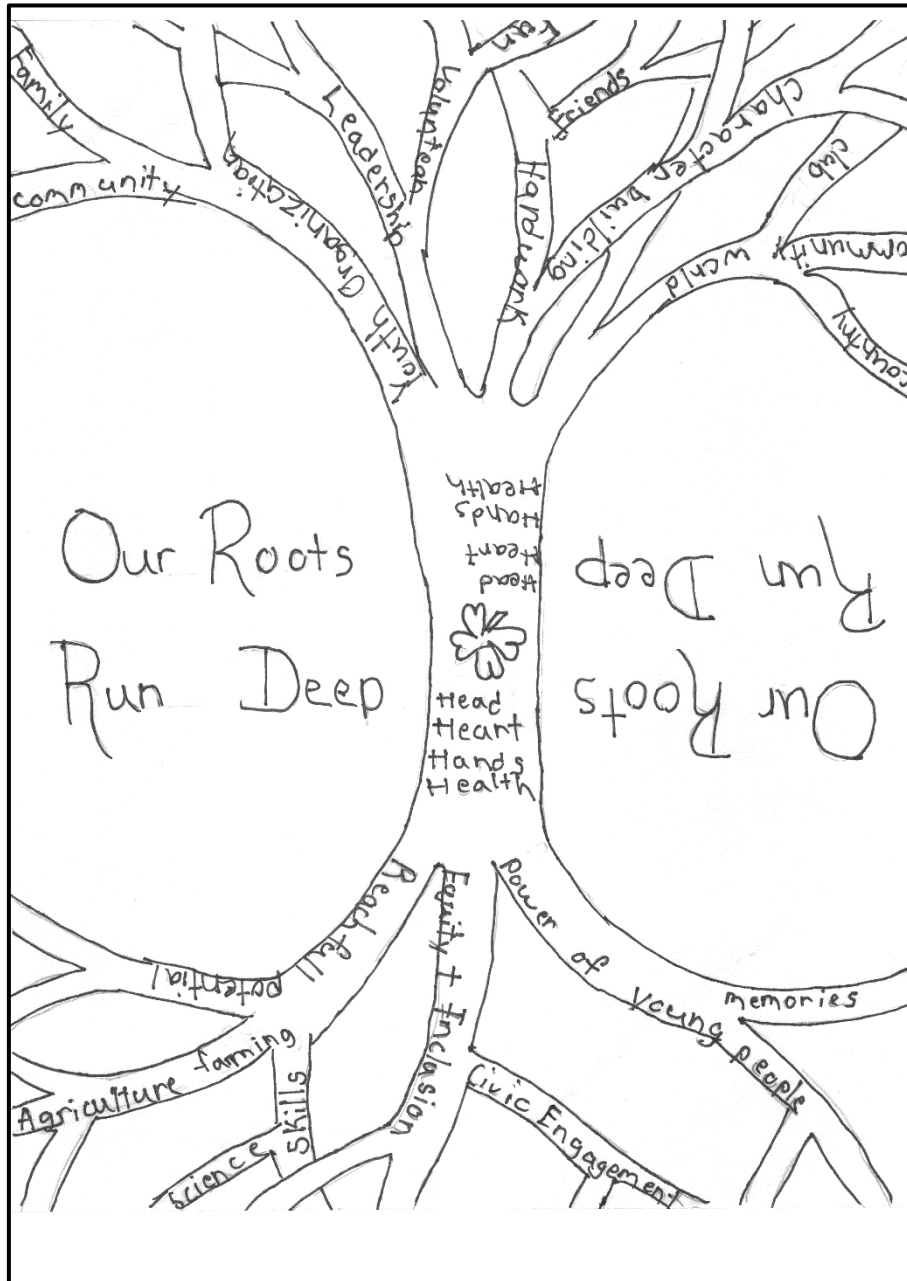 Family
community
Youth Organization
Leadership
Volunteer
Fun
Friends
Hard work
character building
world
club
community
country
Health
Hands
Heart
Head
Our Roots
Run Deep
Our Roots
Run Deep
Head
Heart
Hands
Health
Reach full potential
Agriculture farming
Skills
Science
Equity + Inclusion
Civic Engagement
power of young people
memories